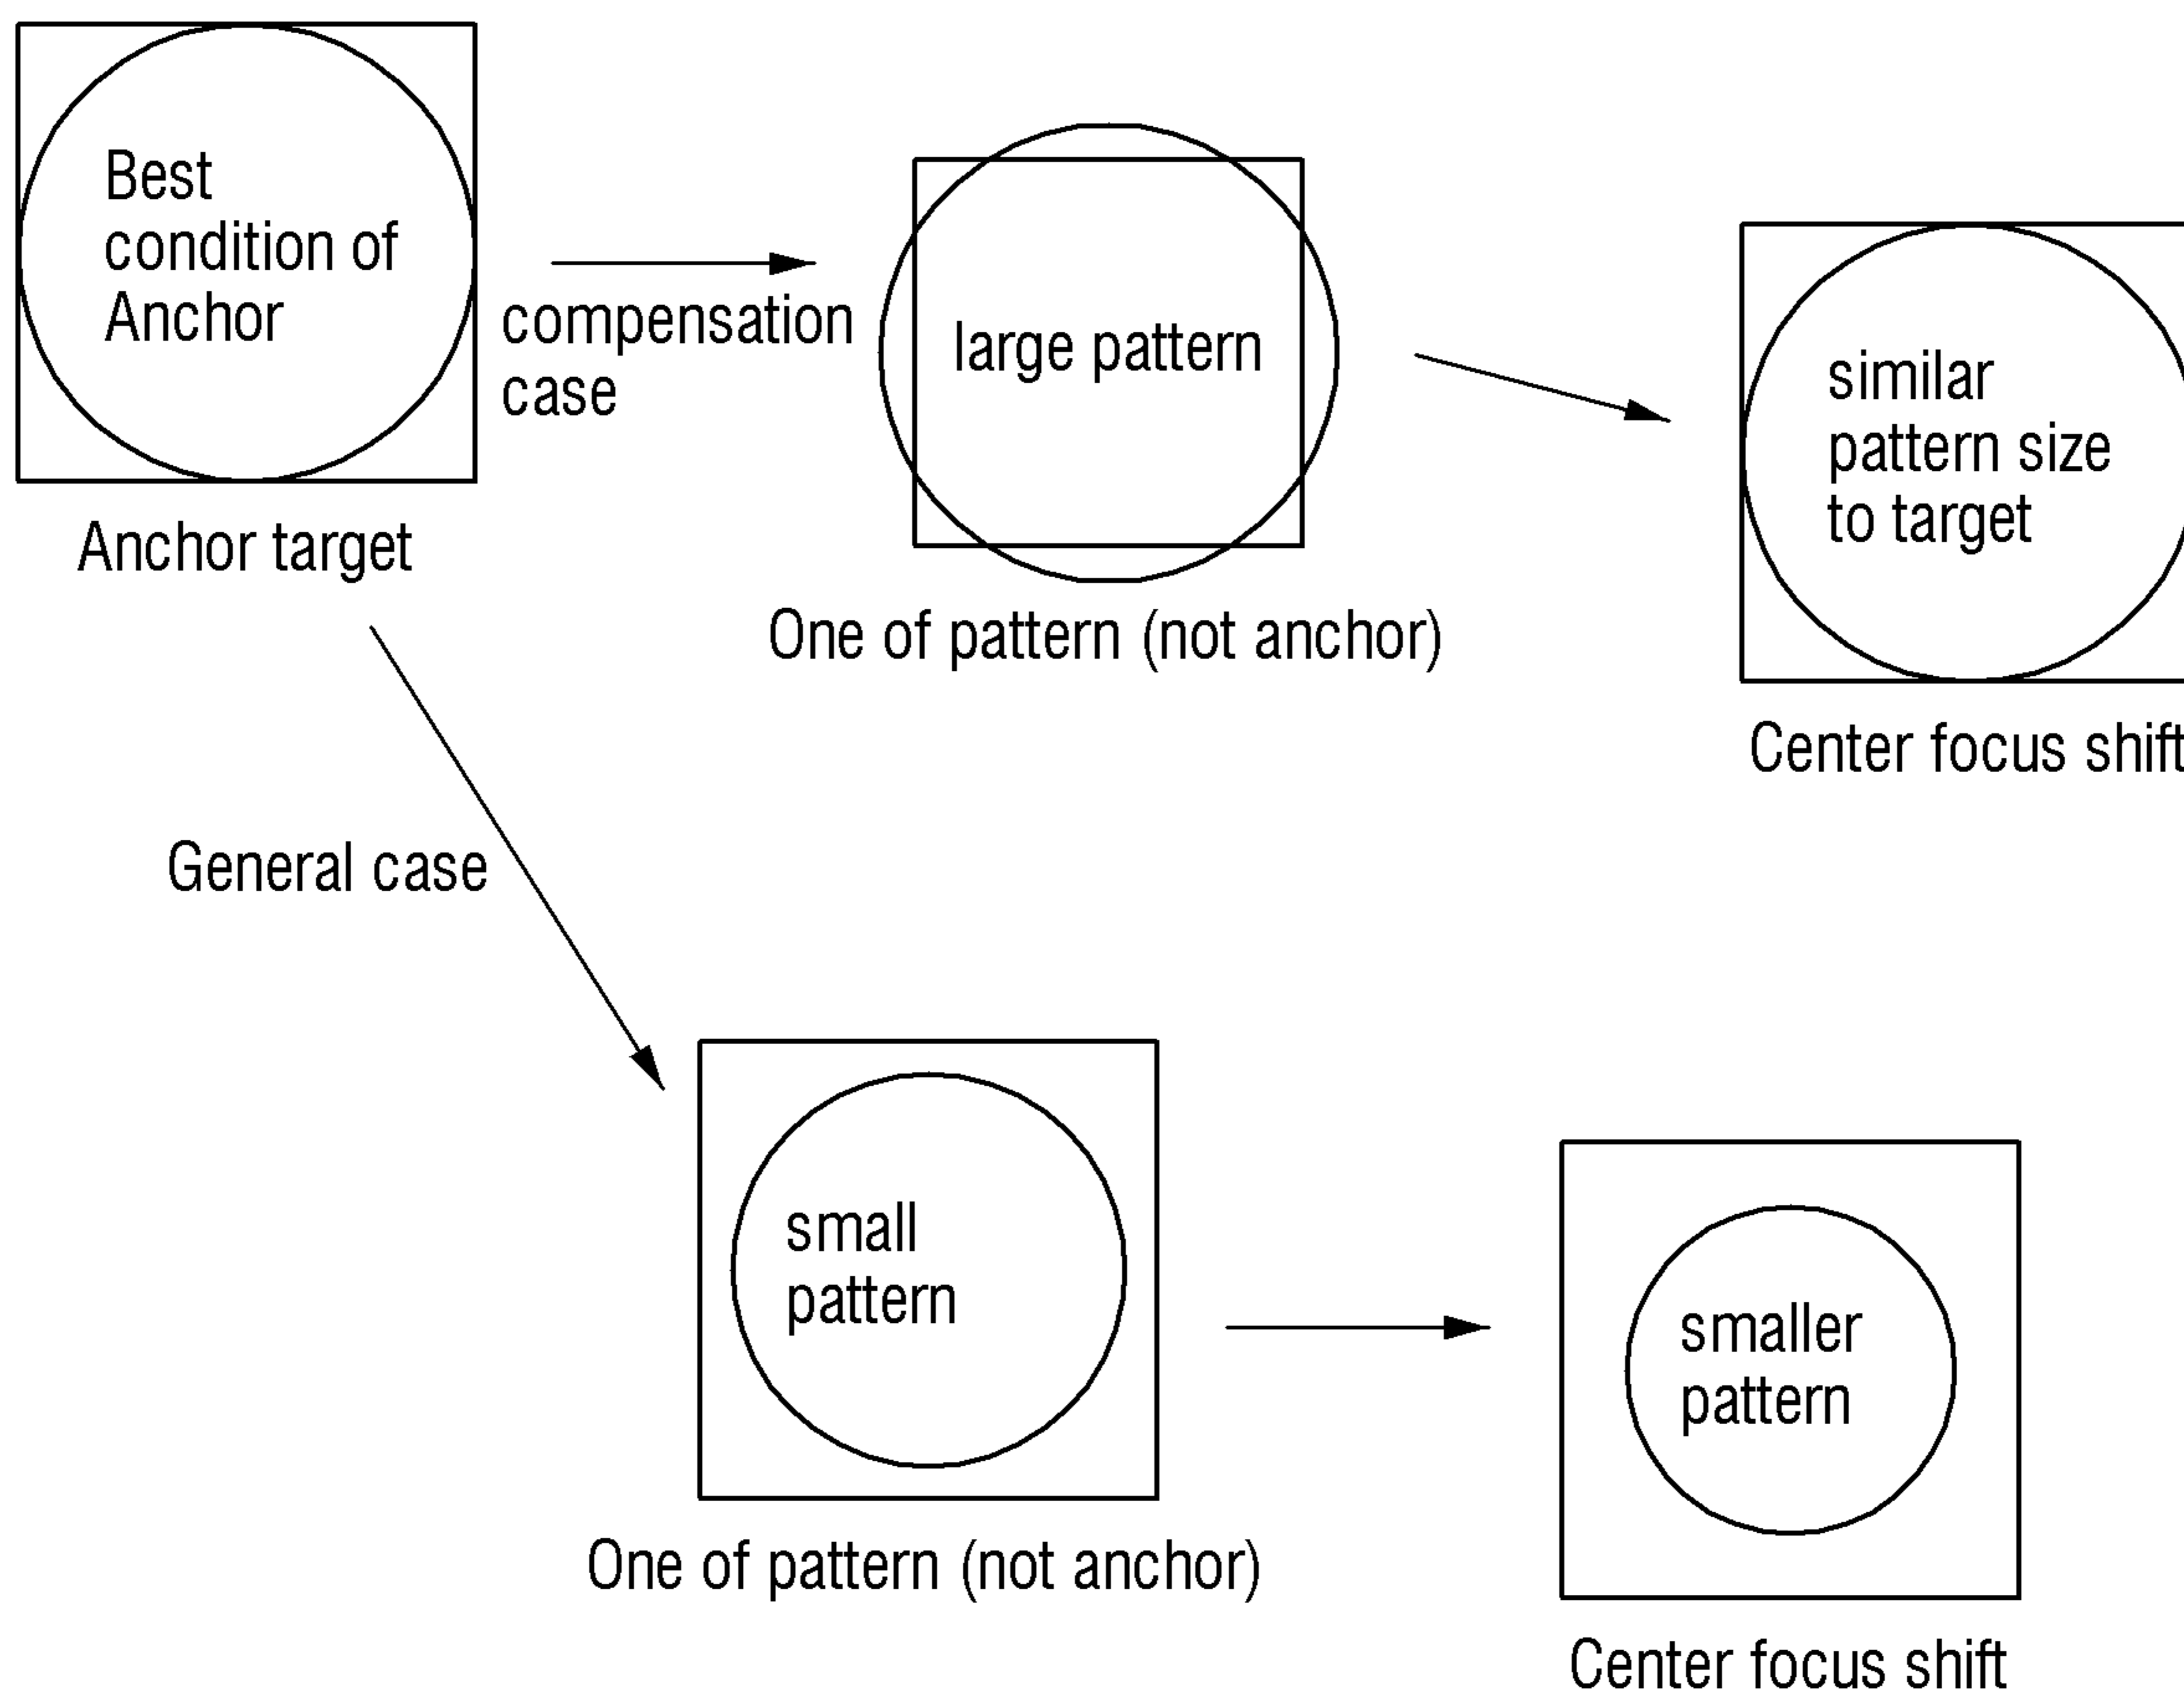 Best
condition of
Anchor
Anchor target
compensation
case
large pattern
One of pattern (not anchor)
similar
pattern size
to target
Center focus shift
General case
small
pattern
One of pattern (not anchor)
smaller
pattern
Center focus shift